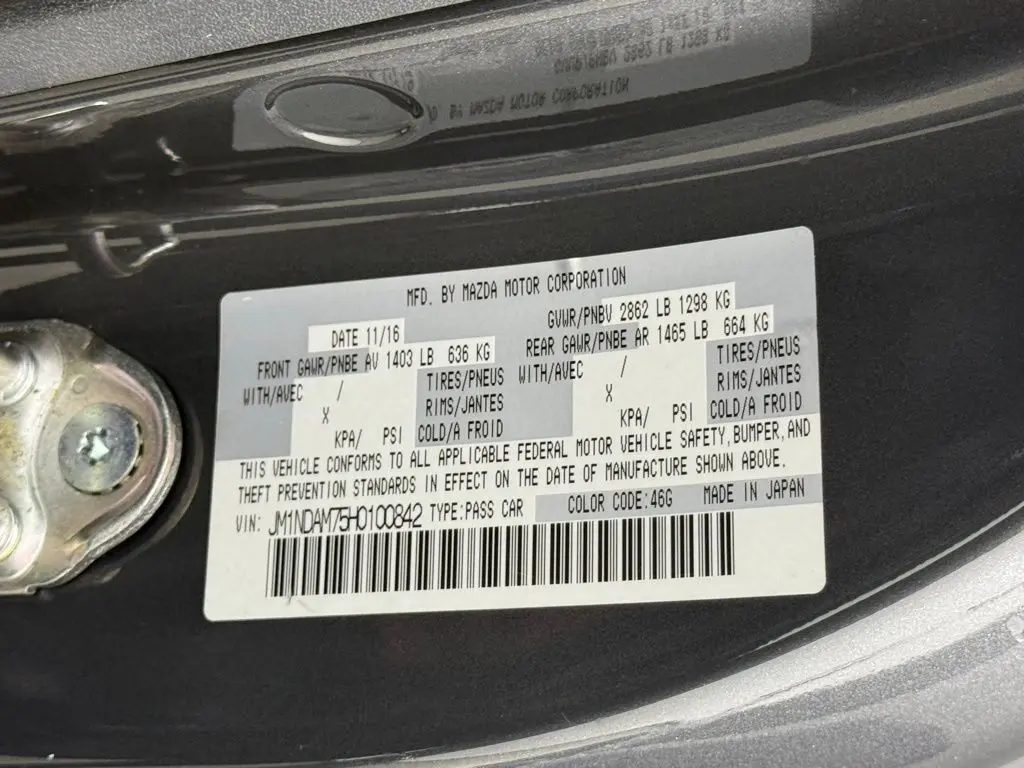 MFD. BY MAZDA MOTOR CORPORATION
DATE 11/16 GVWR/PNBV 2862 LB 1298 KG
FRONT GAWR/PNBE AV 1403 LB 636 KG REAR GAWR/PNBE AR 1465 LB 664 KG
WITH/AVEC / TIRES/PNEUS WITH/AVEC / TIRES/PNEUS
X RIMS/JANTES X RIMS/JANTES
KPA/ PSI COLD/A FROID KPA/ PSI COLD/A FROID
THIS VEHICLE CONFORMS TO ALL APPLICABLE FEDERAL MOTOR VEHICLE SAFETY, BUMPER, AND
THEFT PREVENTION STANDARDS IN EFFECT ON THE DATE OF MANUFACTURE SHOWN ABOVE.
VIN: JM1NDAM75H0100842 TYPE:PASS CAR COLOR CODE:46G MADE IN JAPAN